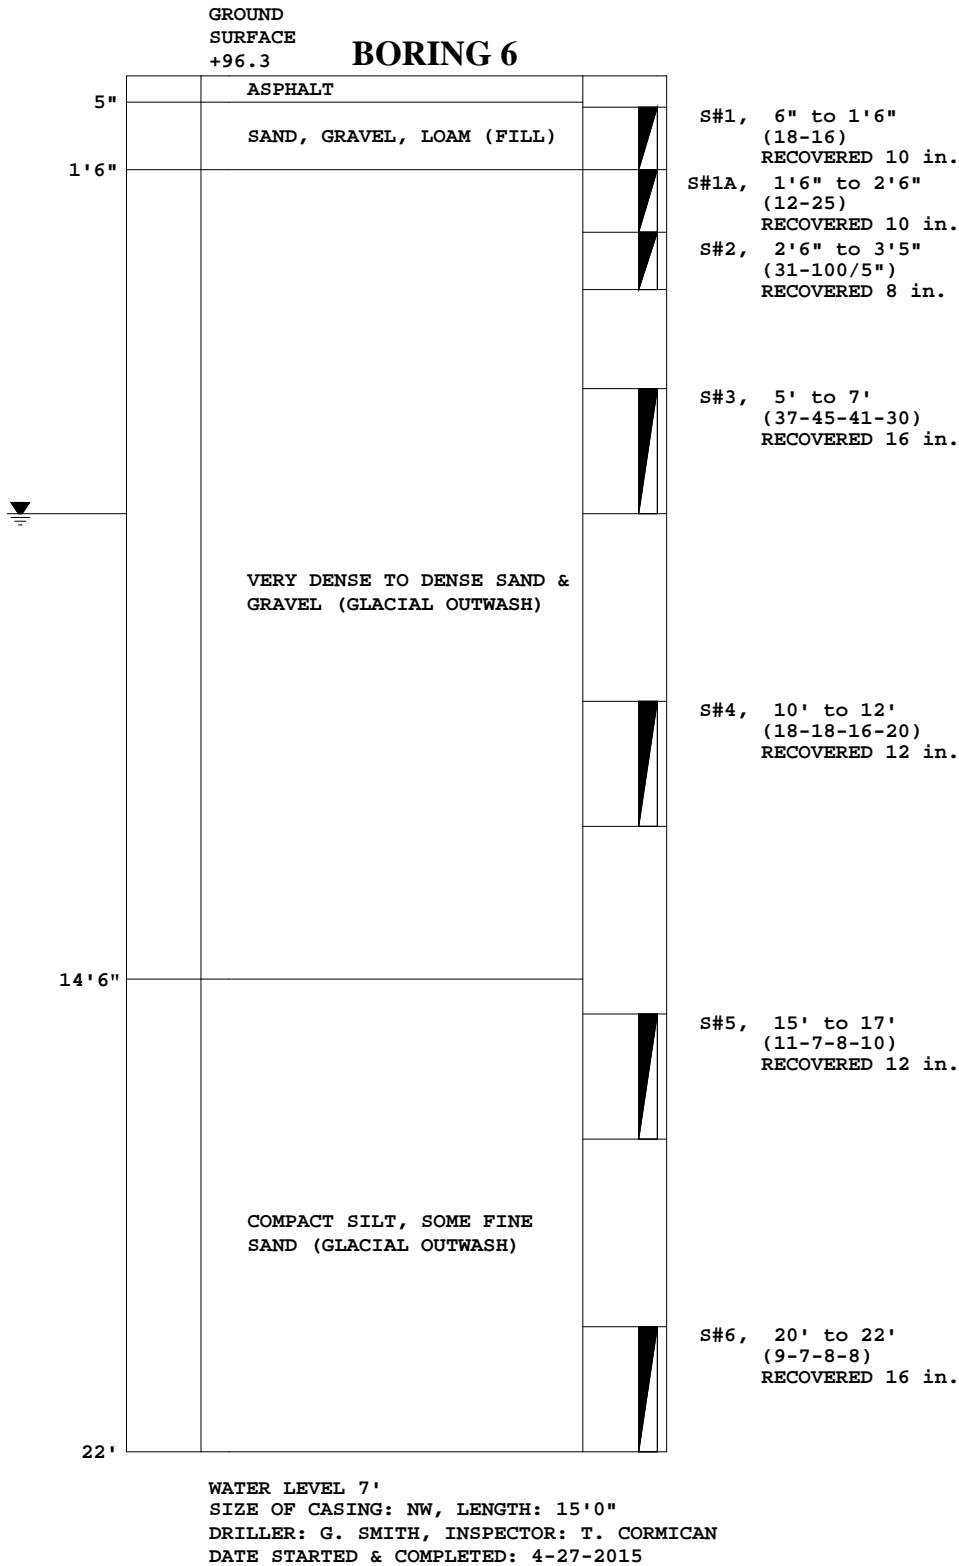 GROUND
SURFACE
+96.3
BORING 6
ASPHALT
5"
SAND, GRAVEL, LOAM (FILL)
1'6"
S#1, 6" to 1'6"
(18-16)
RECOVERED 10 in.
S#1A, 1'6" to 2'6"
(12-25)
RECOVERED 10 in.
S#2, 2'6" to 3'5"
(31-100/5")
RECOVERED 8 in.
S#3, 5' to 7'
(37-45-41-30)
RECOVERED 16 in.
VERY DENSE TO DENSE SAND &
GRAVEL (GLACIAL OUTWASH)
S#4, 10' to 12'
(18-18-16-20)
RECOVERED 12 in.
14'6"
S#5, 15' to 17'
(11-7-8-10)
RECOVERED 12 in.
COMPACT SILT, SOME FINE
SAND (GLACIAL OUTWASH)
S#6, 20' to 22'
(9-7-8-8)
RECOVERED 16 in.
22'
WATER LEVEL 7'
SIZE OF CASING: NW, LENGTH: 15'0"
DRILLER: G. SMITH, INSPECTOR: T. CORMICAN
DATE STARTED & COMPLETED: 4-27-2015